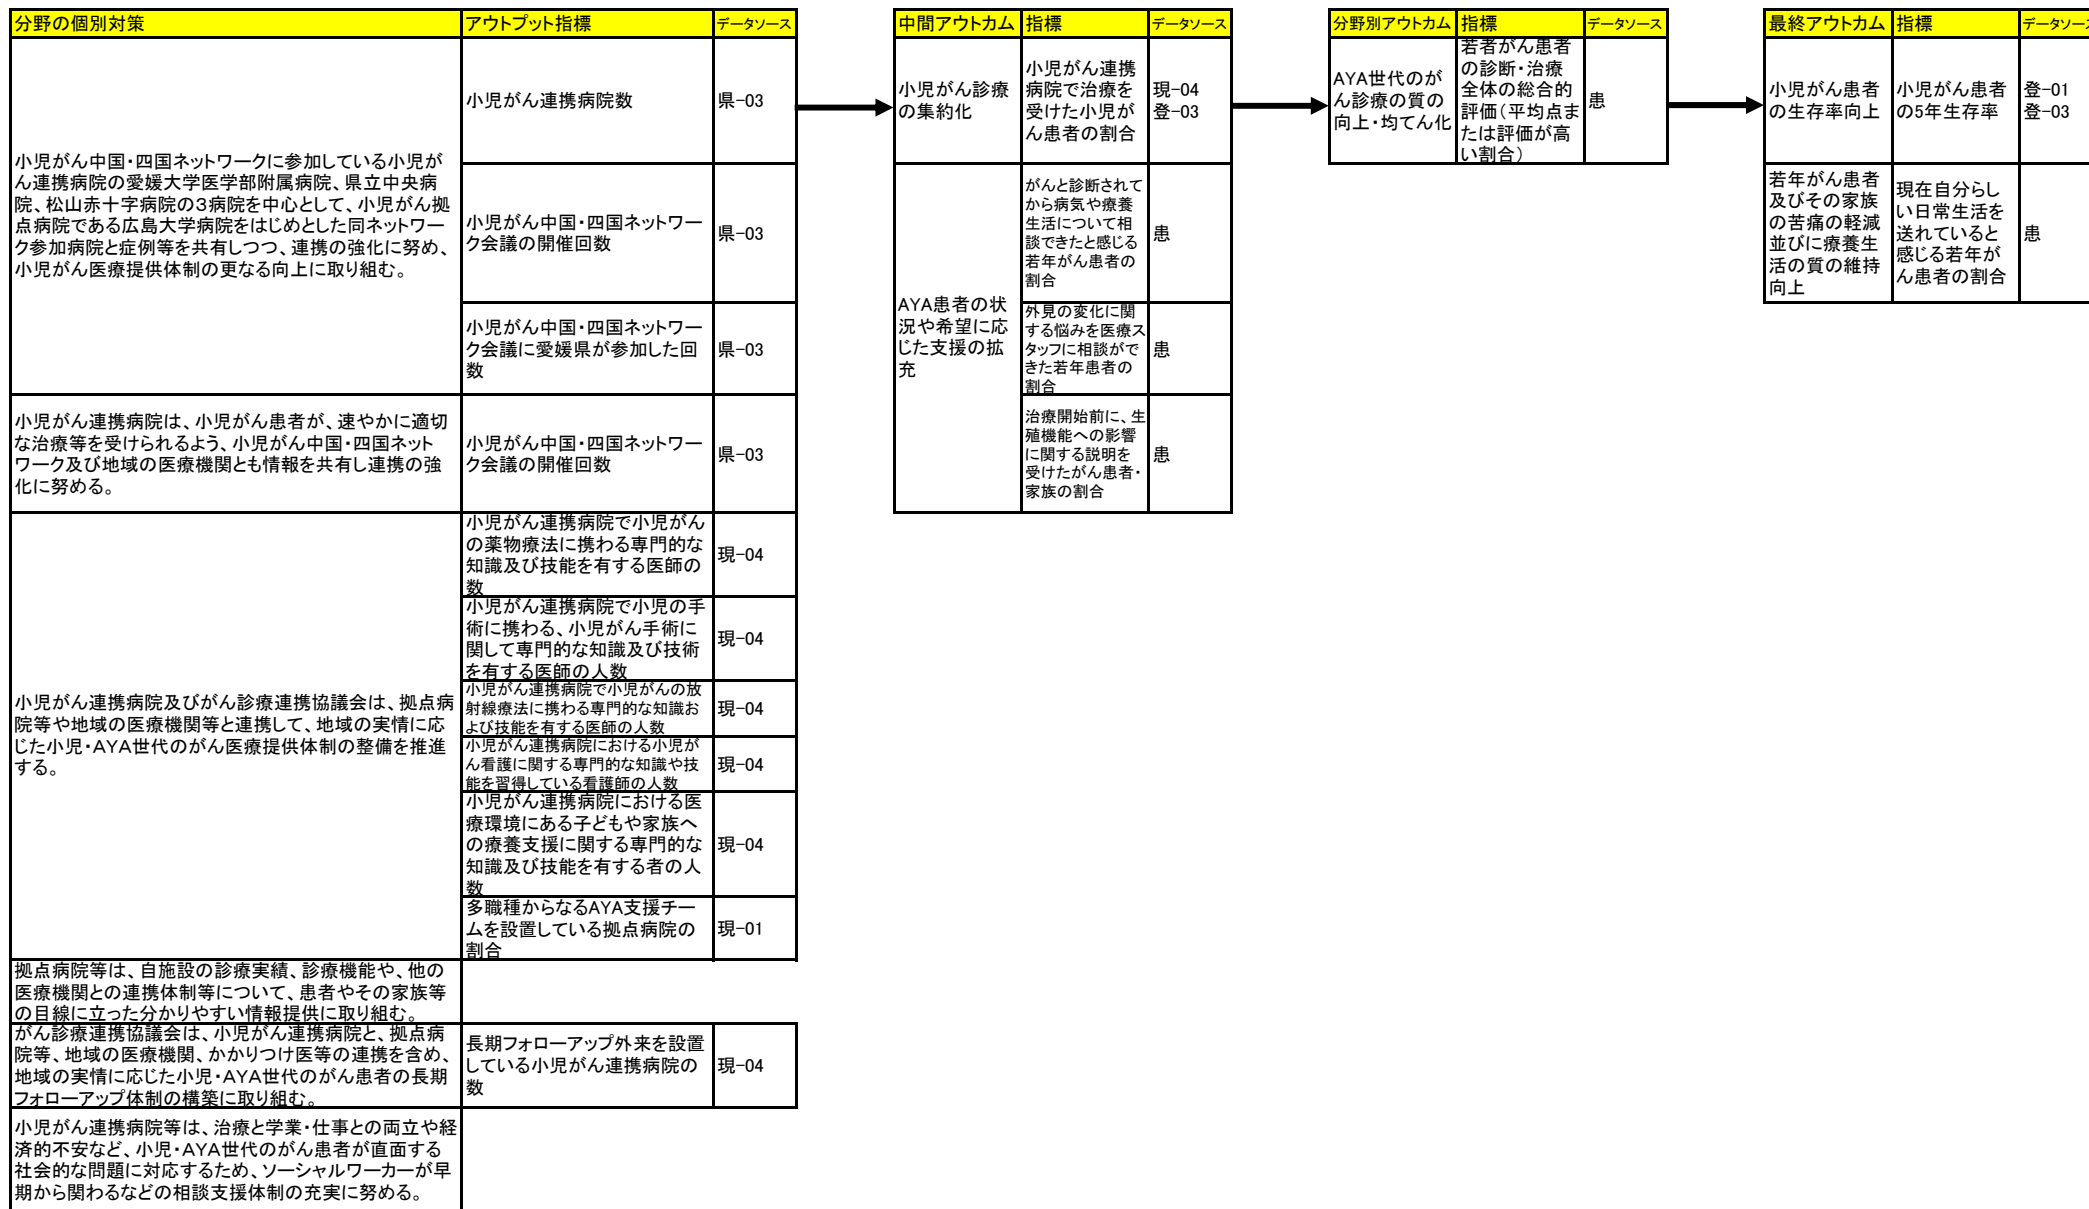 分野の個別対策
アウトプット指標
データソース
小児がん中国・四国ネットワークに参加している小児が
ん連携病院の愛媛大学医学部附属病院、県立中央病
院、松山赤十字病院の３病院を中心として、小児がん拠
点病院である広島大学病院をはじめとした同ネットワー
ク参加病院と症例等を共有しつつ、連携の強化に努め、
小児がん医療提供体制の更なる向上に取り組む。
小児がん連携病院数
県-03
小児がん中国・四国ネットワー
ク会議の開催回数
県-03
小児がん中国・四国ネットワー
ク会議に愛媛県が参加した回
数
県-03
小児がん連携病院は、小児がん患者が、速やかに適切
な治療等を受けられるよう、小児がん中国・四国ネット
ワーク及び地域の医療機関とも情報を共有し連携の強
化に努める。
小児がん中国・四国ネットワー
ク会議の開催回数
県-03
小児がん連携病院及びがん診療連携協議会は、拠点病
院等や地域の医療機関等と連携して、地域の実情に応
じた小児・AYA世代のがん医療提供体制の整備を推進
する。
小児がん連携病院で小児がん
の薬物療法に携わる専門的な
知識及び技能を有する医師の
数
現-04
小児がん連携病院で小児の手
術に携わる、小児がん手術に
関して専門的な知識及び技術
を有する医師の人数
現-04
小児がん連携病院で小児がんの放
射線療法に携わる専門的な知識お
よび技能を有する医師の人数
現-04
小児がん連携病院における小児が
ん看護に関する専門的な知識や技
能を習得している看護師の人数
現-04
小児がん連携病院における医
療環境にある子どもや家族へ
の療養支援に関する専門的な
知識及び技能を有する者の人
数
現-04
多職種からなるAYA支援チー
ムを設置している拠点病院の
割合
現-01
拠点病院等は、自施設の診療実績、診療機能や、他の
医療機関との連携体制等について、患者やその家族等
の目線に立った分かりやすい情報提供に取り組む。
がん診療連携協議会は、小児がん連携病院と、拠点病
院等、地域の医療機関、かかりつけ医等の連携を含め、
地域の実情に応じた小児・AYA世代のがん患者の長期
フォローアップ体制の構築に取り組む。
長期フォローアップ外来を設置
している小児がん連携病院の
数
現-04
小児がん連携病院等は、治療と学業・仕事との両立や経
済的不安など、小児・AYA世代のがん患者が直面する
社会的な問題に対応するため、ソーシャルワーカーが早
期から関わるなどの相談支援体制の充実に努める。
中間アウトカム
指標
データソース
小児がん診療
の集約化
小児がん連携
病院で治療を
受けた小児が
ん患者の割合
現-04
登-03
AYA患者の状
況や希望に応
じた支援の拡
充
がんと診断されて
から病気や療養
生活について相
談できたと感じる
若年がん患者の
割合
患
外見の変化に関
する悩みを医療ス
タッフに相談がで
きた若年患者の
割合
患
治療開始前に、生
殖機能への影響
に関する説明を
受けたがん患者・
家族の割合
患
分野別アウトカム
指標
データソース
AYA世代のが
ん診療の質の
向上・均てん化
若者がん患者
の診断・治療
全体の総合的
評価（平均点ま
たは評価が高
い割合）
患
最終アウトカム
指標
データソース
小児がん患者
の生存率向上
小児がん患者
の5年生存率
登-01
登-03
若年がん患者
及びその家族
の苦痛の軽減
並びに療養生
活の質の維持
向上
現在自分らし
い日常生活を
送れていると
感じる若年が
ん患者の割合
患